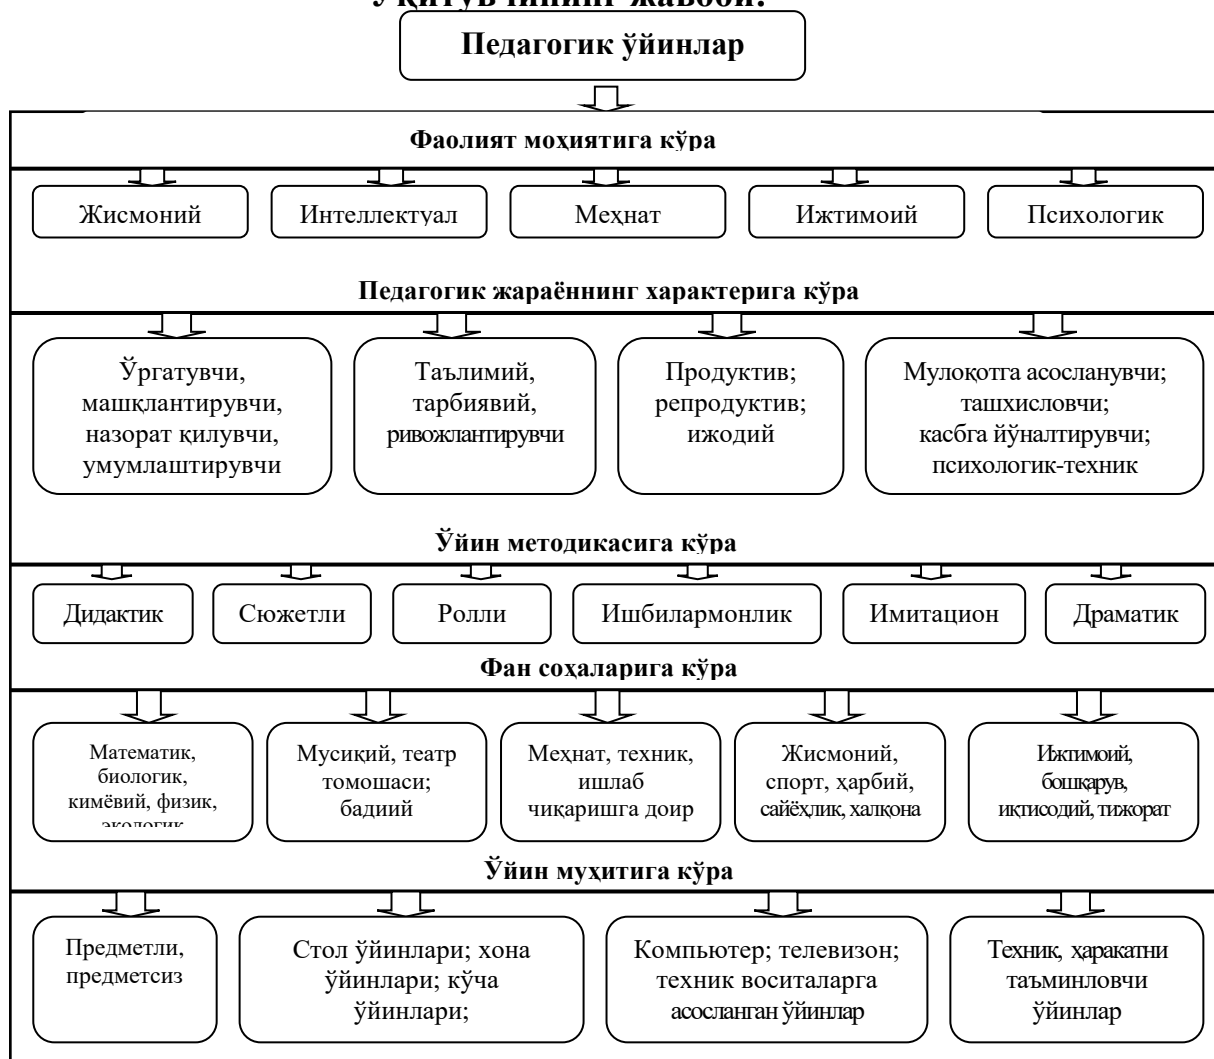 Педагогик ўйинлар
Фаолият моҳиятига кўра
Жисмоний
Интеллектуал
Меҳнат
Ижтимоий
Психологик
Педагогик жараённинг характерига кўра
Ўргатувчи,
машқлантирувчи,
назорат қилувчи,
умумлаштирувчи
Таълимий,
тарбиявий,
ривожлантирувчи
Продуктив;
репродуктив;
ижодий
Мулоқотга асосланувчи;
ташхисловчи;
касбга йўналтирувчи;
психологик-техник
Ўйин методикасига кўра
Дидактик
Сюжетли
Ролли
Ишбилармонлик
Имитацион
Драматик
Фан соҳаларига кўра
Математик,
биологик,
кимёвий, физик,
экологик
Мусиқий, театр
томошаси;
бадиий
Меҳнат, техник,
ишлаб
чиқаришга доир
Жисмоний,
спорт, ҳарбий,
сайёҳлик, халқона
Ижтимоий,
бошқарув,
иқтисодий, тижорат
Ўйин муҳитига кўра
Предметли,
предметсиз
Стол ўйинлари; хона
ўйинлари; кўча
ўйинлари;
Компьютер; телевизон;
техник воситаларга
асосланган ўйинлар
Техник, ҳаракатни
таъминловчи
ўйинлар